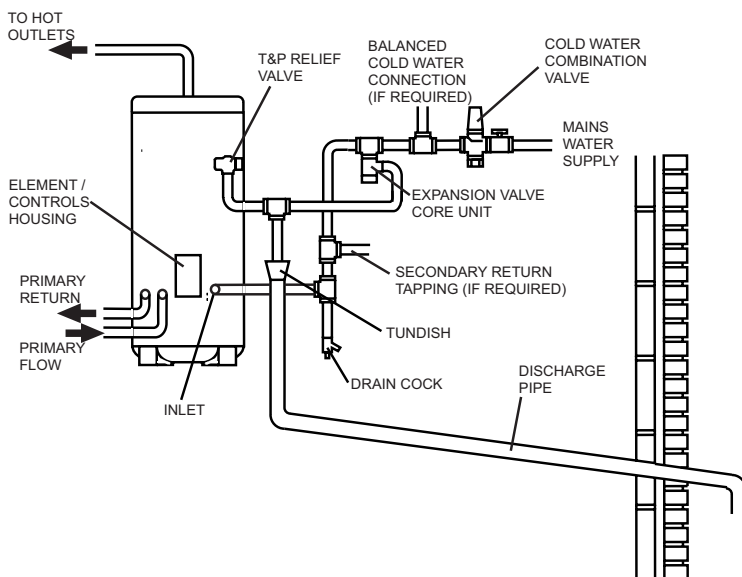 TO HOT
OUTLETS
T&P RELIEF
VALVE
BALANCED
COLD WATER
CONNECTION
(IF REQUIRED)
COLD WATER
COMBINATION
VALVE
MAINS
WATER
SUPPLY
ELEMENT /
CONTROLS
HOUSING
EXPANSION VALVE
CORE UNIT
PRIMARY
RETURN
SECONDARY RETURN
TAPPING (IF REQUIRED)
PRIMARY
FLOW
TUNDISH
DRAIN COCK
INLET
DISCHARGE
PIPE